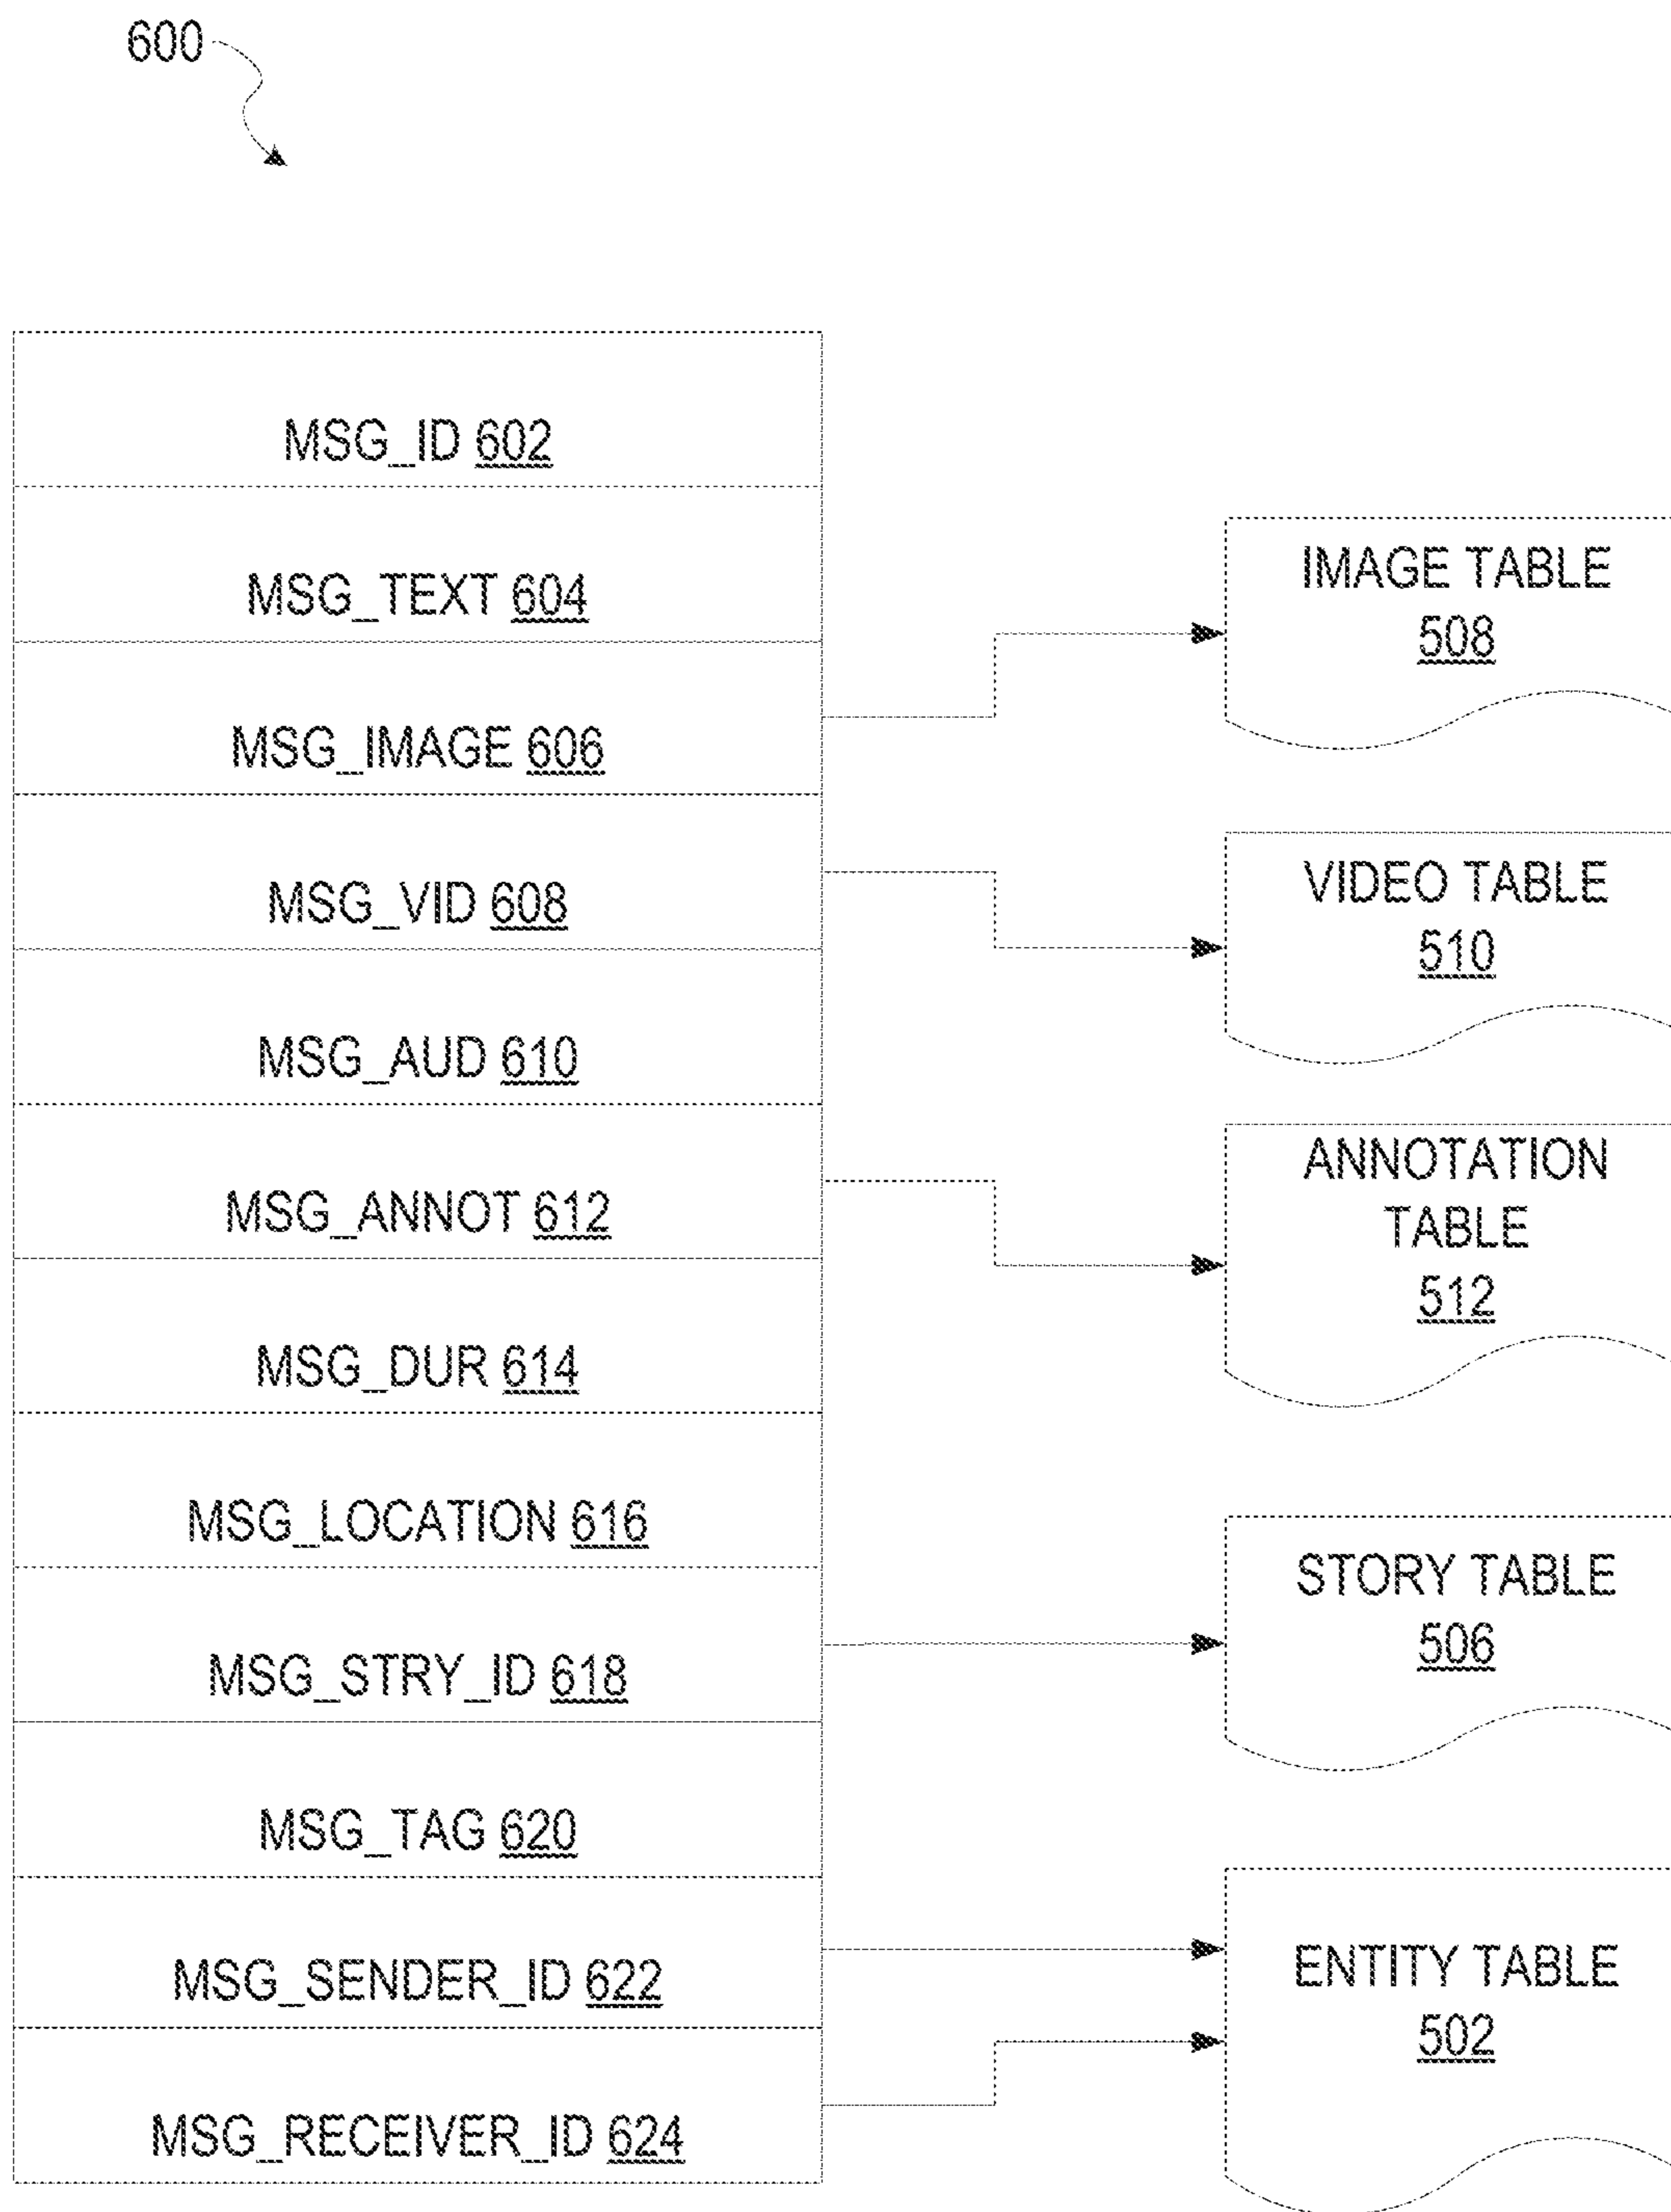 600
MSG_ID 602
MSG_TEXT 604
MSG_IMAGE 606
MSG_VID 608
MSG_AUD 610
MSG_ANNOT 612
MSG_DUR 614
MSG_LOCATION 616
MSG_STRY_ID 618
MSG_TAG 620
MSG_SENDER_ID 622
MSG_RECEIVER_ID 624
IMAGE TABLE
508
VIDEO TABLE
510
ANNOTATION
TABLE
512
STORY TABLE
506
ENTITY TABLE
502